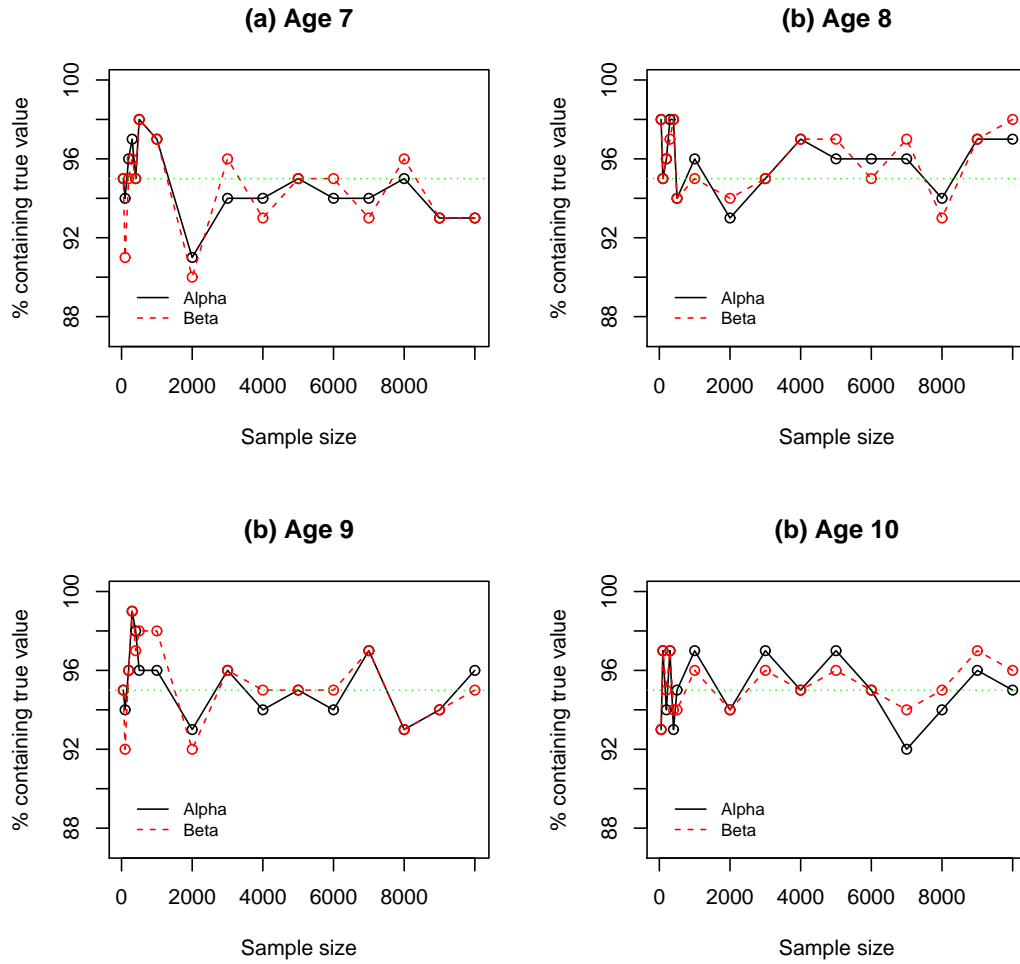 (a) Age 7
% containing true value
88
92
96
100
Alpha
Beta
0
2000
4000
6000
8000
Sample size
(b) Age 8
% containing true value
88
92
96
100
Alpha
Beta
0
2000
4000
6000
8000
Sample size
(b) Age 9
% containing true value
88
92
96
100
Alpha
Beta
0
2000
4000
6000
8000
Sample size
(b) Age 10
% containing true value
88
92
96
100
Alpha
Beta
0
2000
4000
6000
8000
Sample size